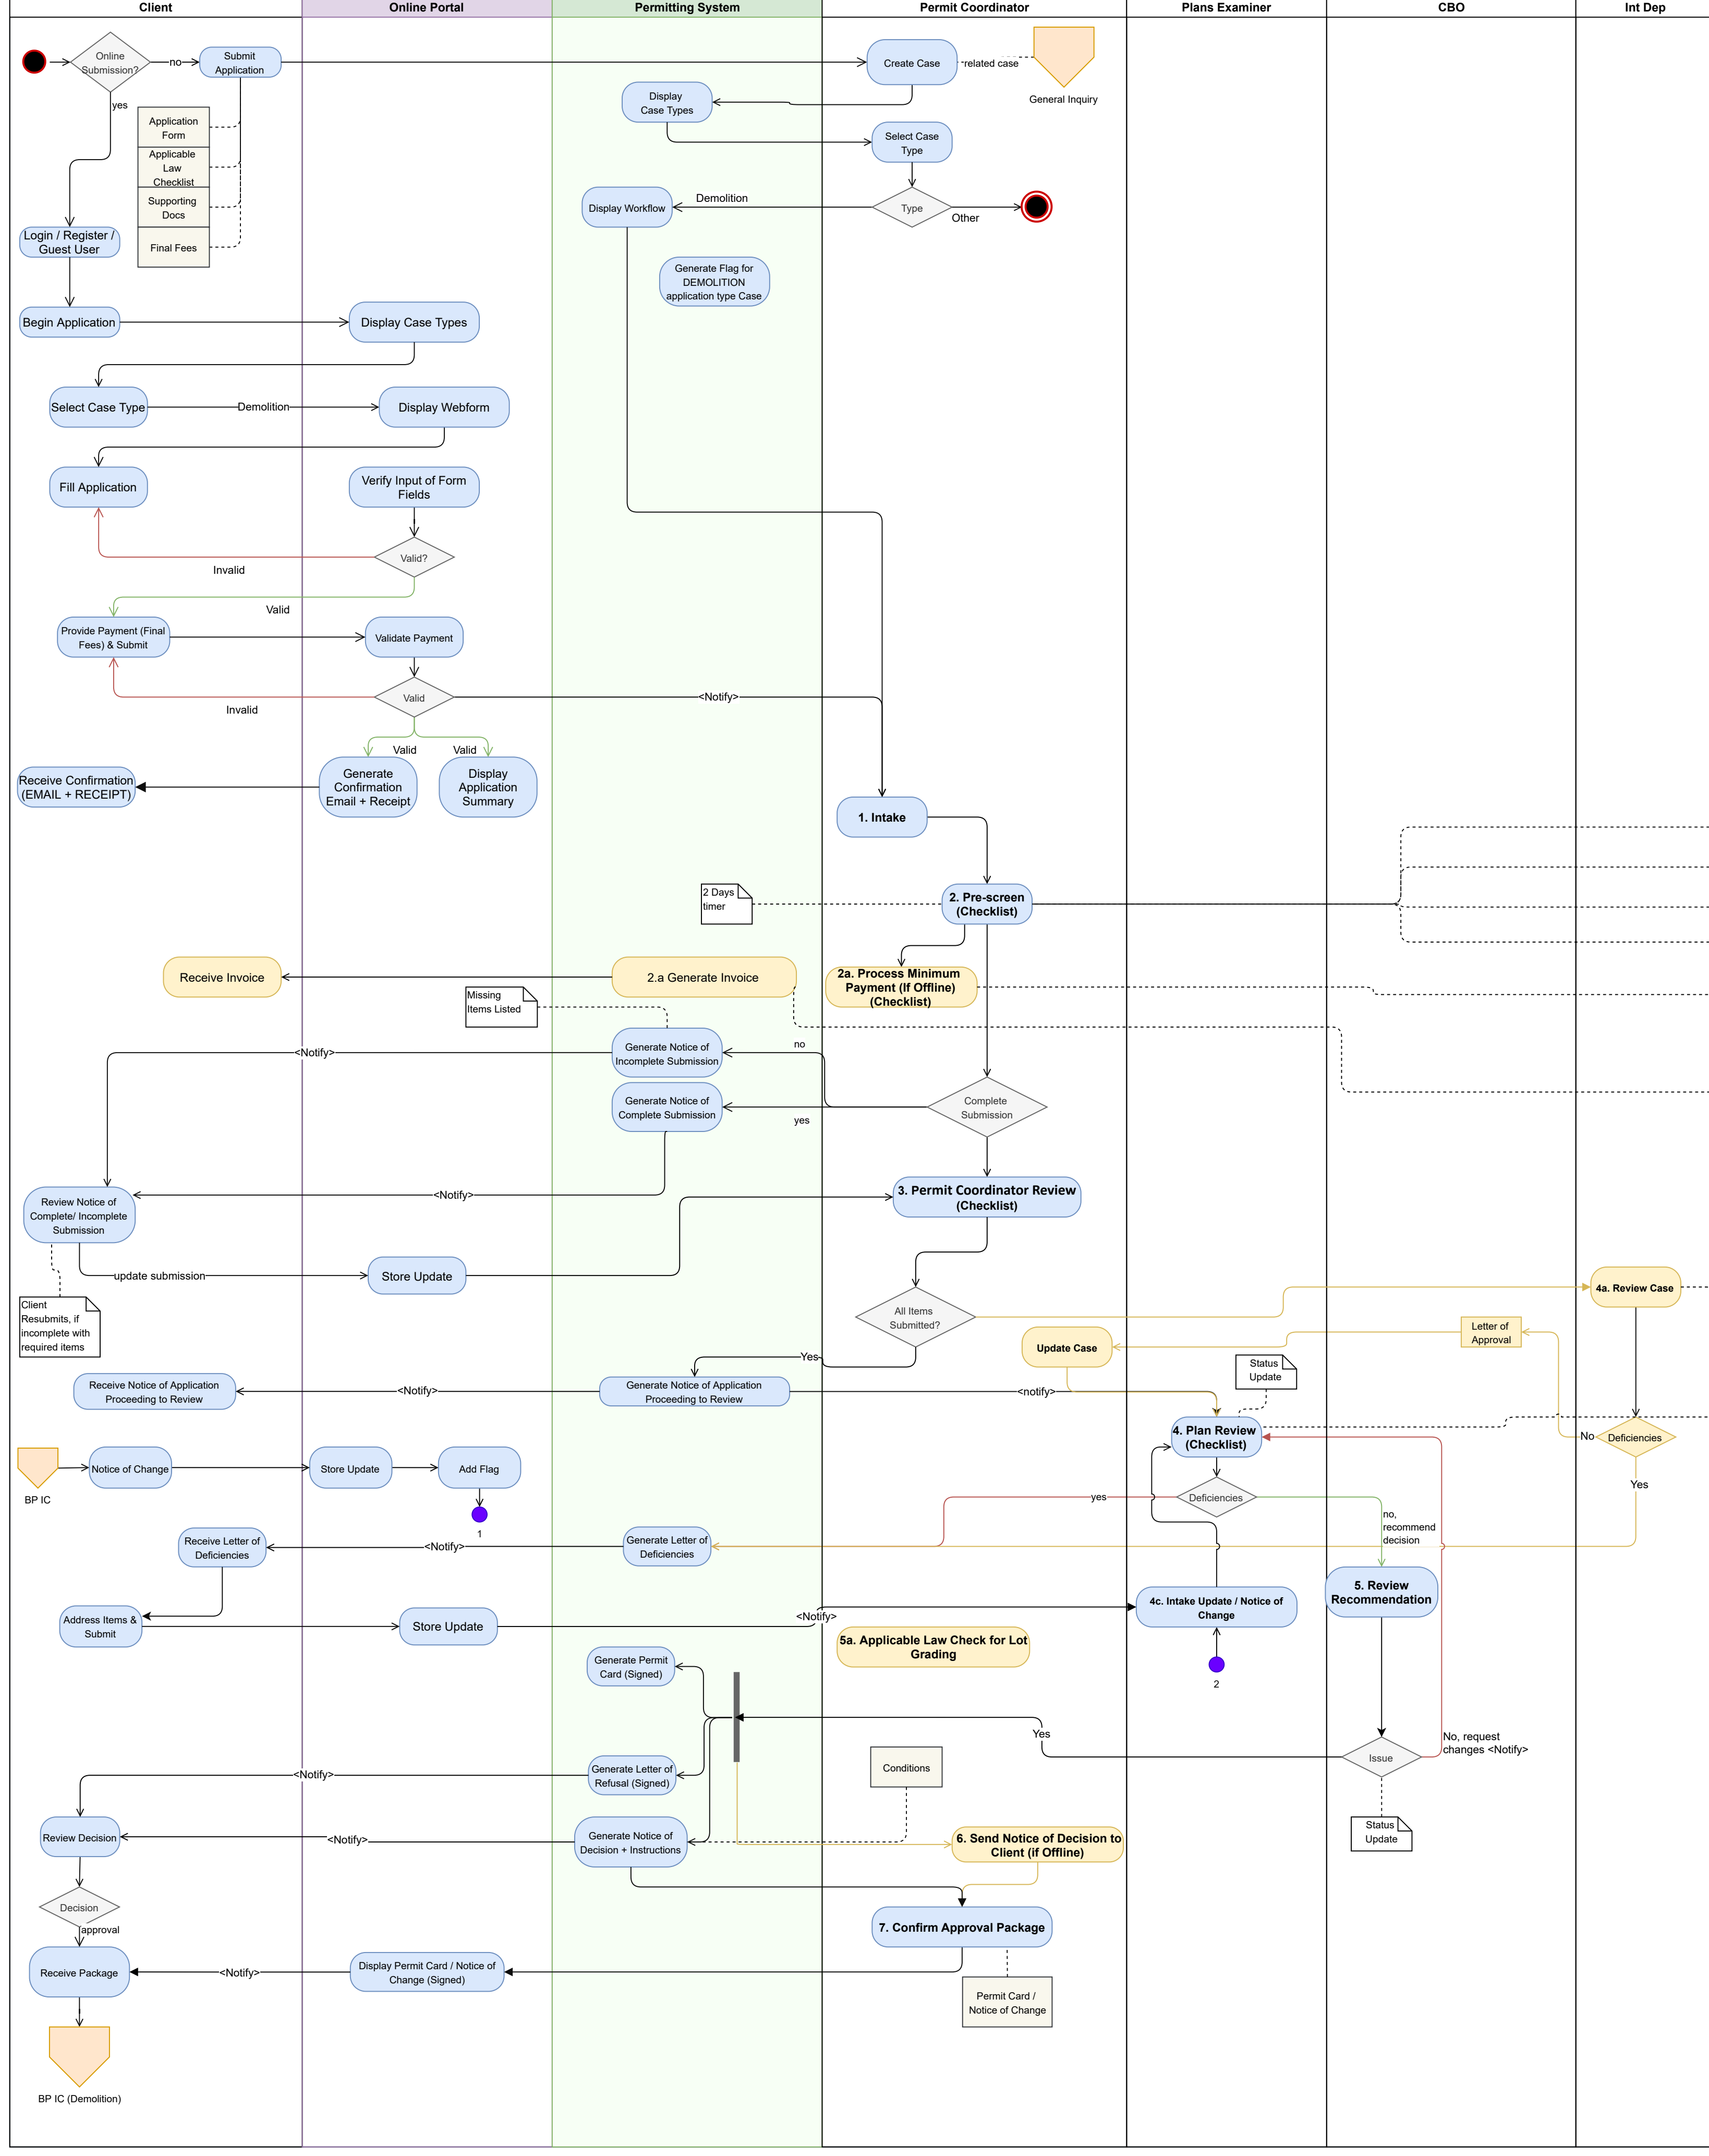 Client
Online Portal
Permitting System
Permit Coordinator
Plans Examiner
CBO
Int Dep
Online
Submission?
no
Submit
Application
Create Case
related case
General Inquiry
yes
Display
Case Types
Application
Form
Applicable
Law
Checklist
Supporting
Docs
Final Fees
Select Case
Type
Display Workflow
Demolition
Type
Other
Login / Register /
Guest User
Generate Flag for
DEMOLITION
application type Case
Begin Application
Display Case Types
Select Case Type
Demolition
Display Webform
Fill Application
Verify Input of Form
Fields
Valid?
Invalid
Valid
Provide Payment (Final
Fees) & Submit
Validate Payment
Valid
<Notify>
Invalid
Valid
Valid
Receive Confirmation
(EMAIL + RECEIPT)
Generate
Confirmation
Email + Receipt
Display
Application
Summary
1. Intake
2 Days
timer
2. Pre-screen
(Checklist)
Receive Invoice
2.a Generate Invoice
2a. Process Minimum
Payment (If Offline)
(Checklist)
Missing
Items Listed
<Notify>
Generate Notice of
Incomplete Submission
no
Generate Notice of
Complete Submission
yes
Complete
Submission
Review Notice of
Complete/ Incomplete
Submission
<Notify>
3. Permit Coordinator Review
(Checklist)
update submission
Store Update
Client
Resubmits, if
incomplete with
required items
All Items
Submitted?
4a. Review Case
Letter of
Approval
Update Case
Yes
Status
Update
Receive Notice of Application
Proceeding to Review
<Notify>
Generate Notice of Application
Proceeding to Review
<notify>
4. Plan Review
(Checklist)
No
Deficiencies
BP IC
Notice of Change
Store Update
Add Flag
1
Yes
yes
Deficiencies
no,
recommend
decision
Receive Letter of
Deficiencies
<Notify>
Generate Letter of
Deficiencies
5. Review
Recommendation
Address Items &
Submit
Store Update
<Notify>
4c. Intake Update / Notice of
Change
5a. Applicable Law Check for Lot
Grading
2
Generate Permit
Card (Signed)
Yes
Issue
No, request
changes <Notify>
<Notify>
Generate Letter of
Refusal (Signed)
Conditions
Status
Update
Review Decision
<Notify>
Generate Notice of
Decision + Instructions
6. Send Notice of Decision to
Client (if Offline)
Decision
approval
7. Confirm Approval Package
Receive Package
<Notify>
Display Permit Card / Notice of
Change (Signed)
Permit Card /
Notice of Change
BP IC (Demolition)